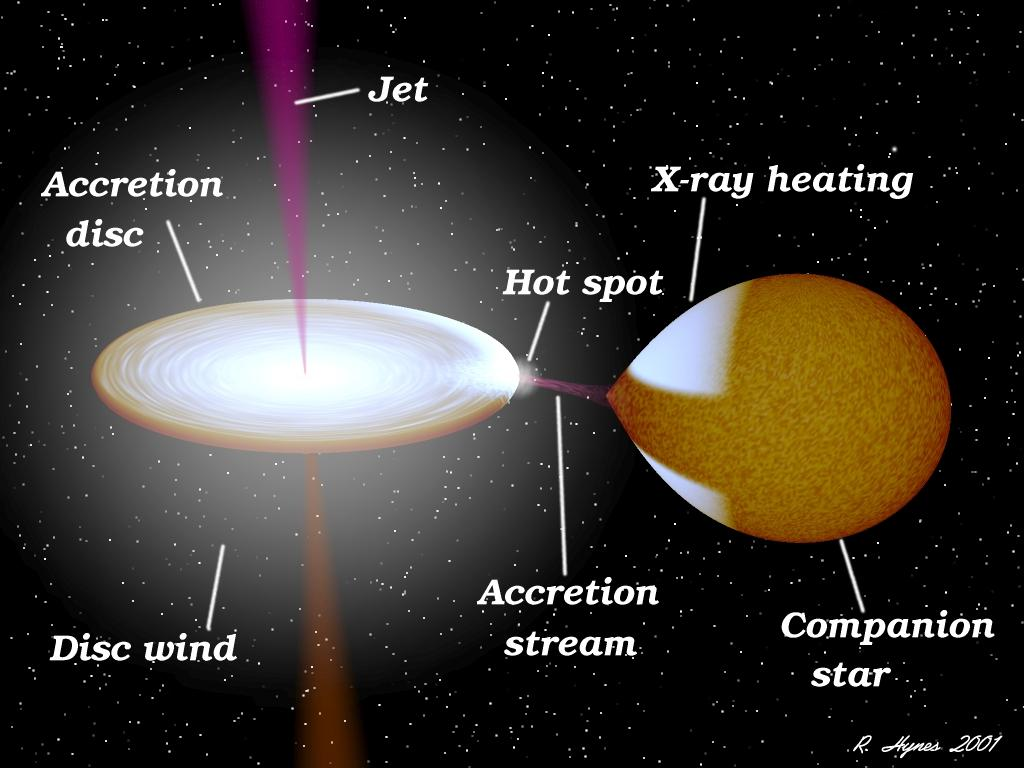 Jet
Accretion
disc
X-ray heating
Hot spot
Accretion
stream
Disc wind
Companion
star
R. Hynes 2001